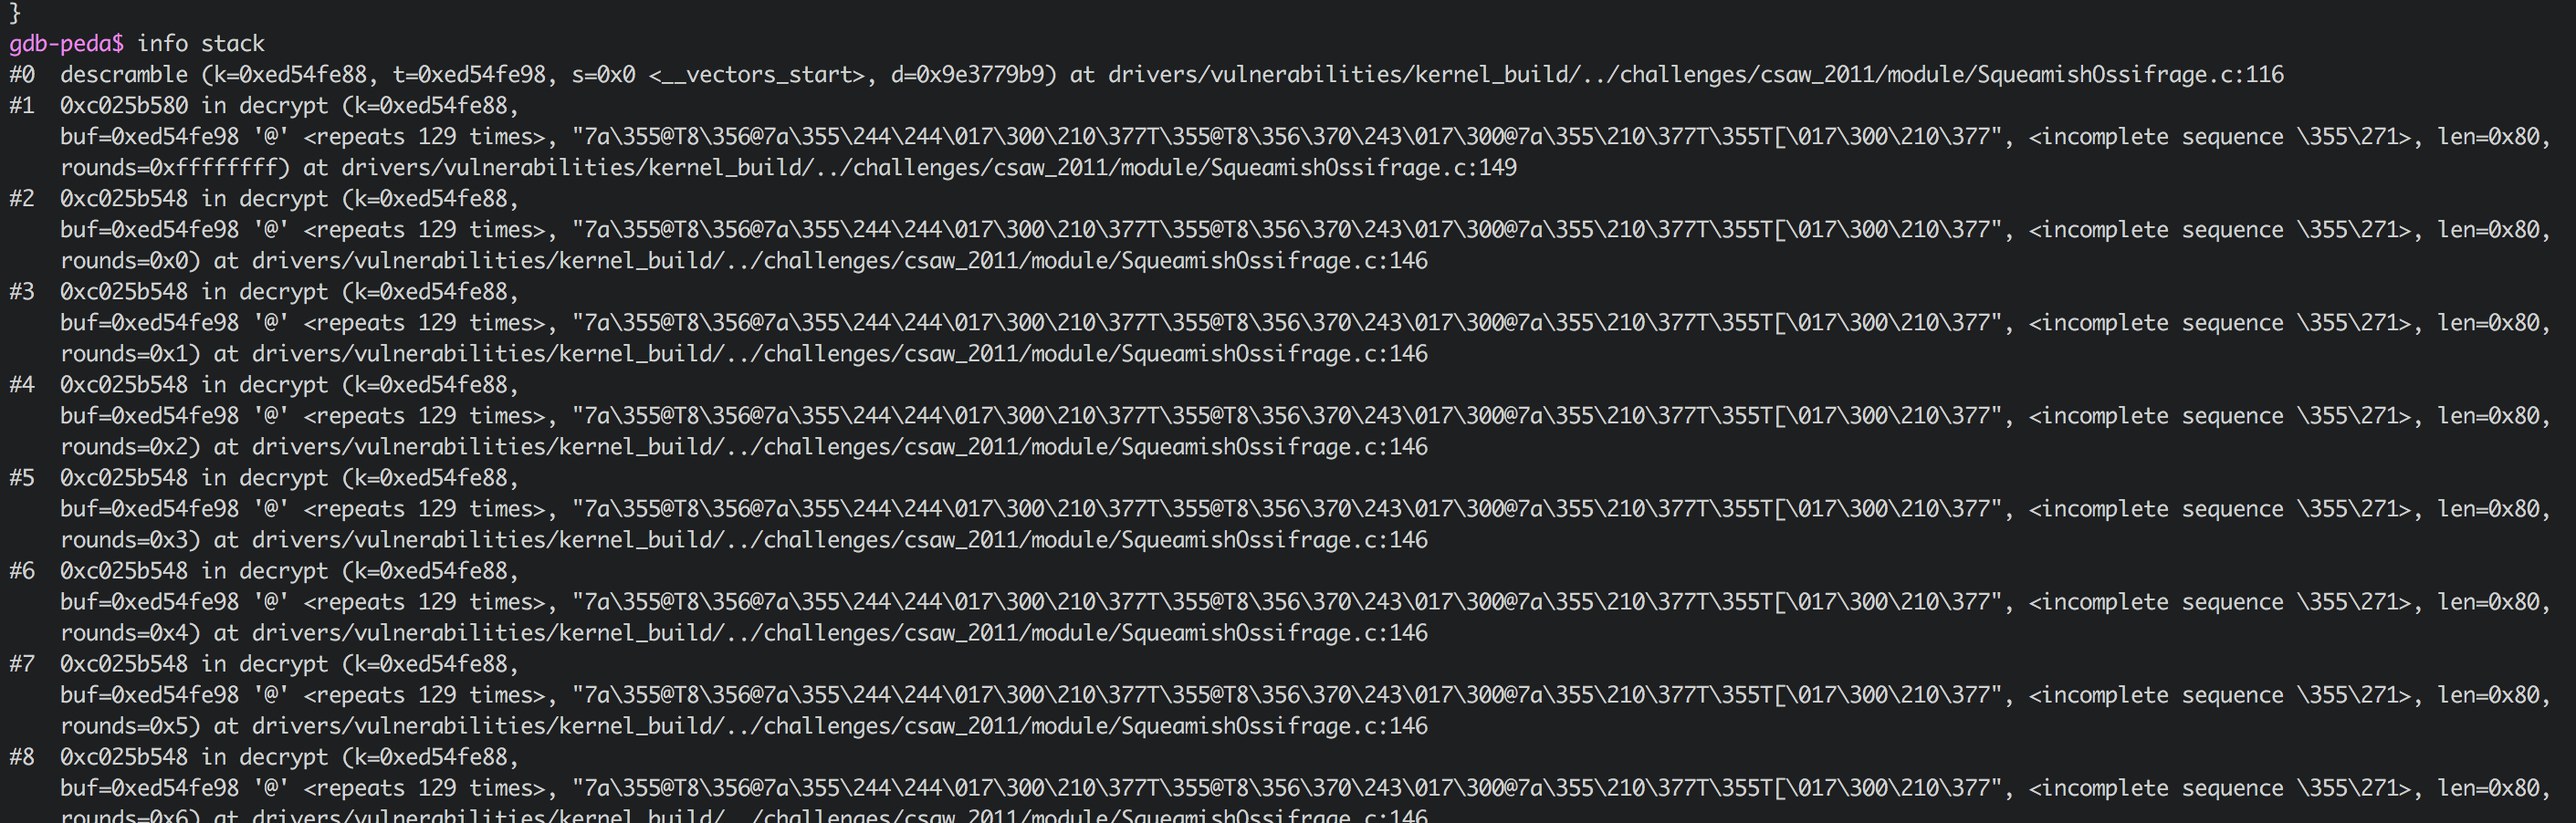 }
gdb-peda$ info stack
#0  descramble (k=0xed54fe88, t=0xed54fe98, s=0x0 <__vectors_start>, d=0x9e3779b9) at drivers/vulnerabilities/kernel_build/../challenges/csaw_2011/module/SqueamishOssifrage.c:116
#1  0xc025b580 in decrypt (k=0xed54fe88,
    buf=0xed54fe98 '@' <repeats 129 times>, "7a\355@T8\356@7a\355\244\244\017\300\210\377T\355@T8\356\370\243\017\300@7a\355\210\377T\355T[\017\300\210\377", <incomplete sequence \355\271>, len=0x80,
    rounds=0xffffffff) at drivers/vulnerabilities/kernel_build/../challenges/csaw_2011/module/SqueamishOssifrage.c:149
#2  0xc025b548 in decrypt (k=0xed54fe88,
    buf=0xed54fe98 '@' <repeats 129 times>, "7a\355@T8\356@7a\355\244\244\017\300\210\377T\355@T8\356\370\243\017\300@7a\355\210\377T\355T[\017\300\210\377", <incomplete sequence \355\271>, len=0x80,
    rounds=0x0) at drivers/vulnerabilities/kernel_build/../challenges/csaw_2011/module/SqueamishOssifrage.c:146
#3  0xc025b548 in decrypt (k=0xed54fe88,
    buf=0xed54fe98 '@' <repeats 129 times>, "7a\355@T8\356@7a\355\244\244\017\300\210\377T\355@T8\356\370\243\017\300@7a\355\210\377T\355T[\017\300\210\377", <incomplete sequence \355\271>, len=0x80,
    rounds=0x1) at drivers/vulnerabilities/kernel_build/../challenges/csaw_2011/module/SqueamishOssifrage.c:146
#4  0xc025b548 in decrypt (k=0xed54fe88,
    buf=0xed54fe98 '@' <repeats 129 times>, "7a\355@T8\356@7a\355\244\244\017\300\210\377T\355@T8\356\370\243\017\300@7a\355\210\377T\355T[\017\300\210\377", <incomplete sequence \355\271>, len=0x80,
    rounds=0x2) at drivers/vulnerabilities/kernel_build/../challenges/csaw_2011/module/SqueamishOssifrage.c:146
#5  0xc025b548 in decrypt (k=0xed54fe88,
    buf=0xed54fe98 '@' <repeats 129 times>, "7a\355@T8\356@7a\355\244\244\017\300\210\377T\355@T8\356\370\243\017\300@7a\355\210\377T\355T[\017\300\210\377", <incomplete sequence \355\271>, len=0x80,
    rounds=0x3) at drivers/vulnerabilities/kernel_build/../challenges/csaw_2011/module/SqueamishOssifrage.c:146
#6  0xc025b548 in decrypt (k=0xed54fe88,
    buf=0xed54fe98 '@' <repeats 129 times>, "7a\355@T8\356@7a\355\244\244\017\300\210\377T\355@T8\356\370\243\017\300@7a\355\210\377T\355T[\017\300\210\377", <incomplete sequence \355\271>, len=0x80,
    rounds=0x4) at drivers/vulnerabilities/kernel_build/../challenges/csaw_2011/module/SqueamishOssifrage.c:146
#7  0xc025b548 in decrypt (k=0xed54fe88,
    buf=0xed54fe98 '@' <repeats 129 times>, "7a\355@T8\356@7a\355\244\244\017\300\210\377T\355@T8\356\370\243\017\300@7a\355\210\377T\355T[\017\300\210\377", <incomplete sequence \355\271>, len=0x80,
    rounds=0x5) at drivers/vulnerabilities/kernel_build/../challenges/csaw_2011/module/SqueamishOssifrage.c:146
#8  0xc025b548 in decrypt (k=0xed54fe88,
    buf=0xed54fe98 '@' <repeats 129 times>, "7a\355@T8\356@7a\355\244\244\017\300\210\377T\355@T8\356\370\243\017\300@7a\355\210\377T\355T[\017\300\210\377", <incomplete sequence \355\271>, len=0x80,
    rounds=0x6) at drivers/vulnerabilities/kernel_build/../challenges/csaw_2011/module/SqueamishOssifrage.c:146